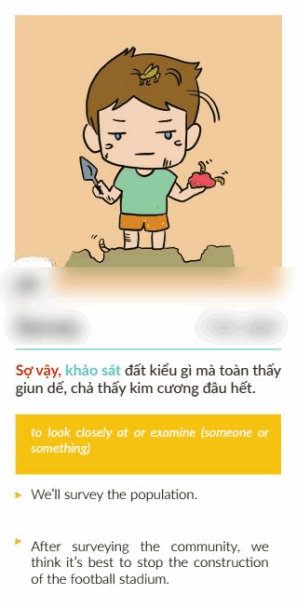 Sợ vậy, khảo sát đất kiểu gì mà toàn thấy
giun dế, chả thấy kim cương đâu hết.
to look closely at or examine (someone or
something)
We'll survey the population.
After surveying the community, we
think it's best to stop the construction
of the football stadium.